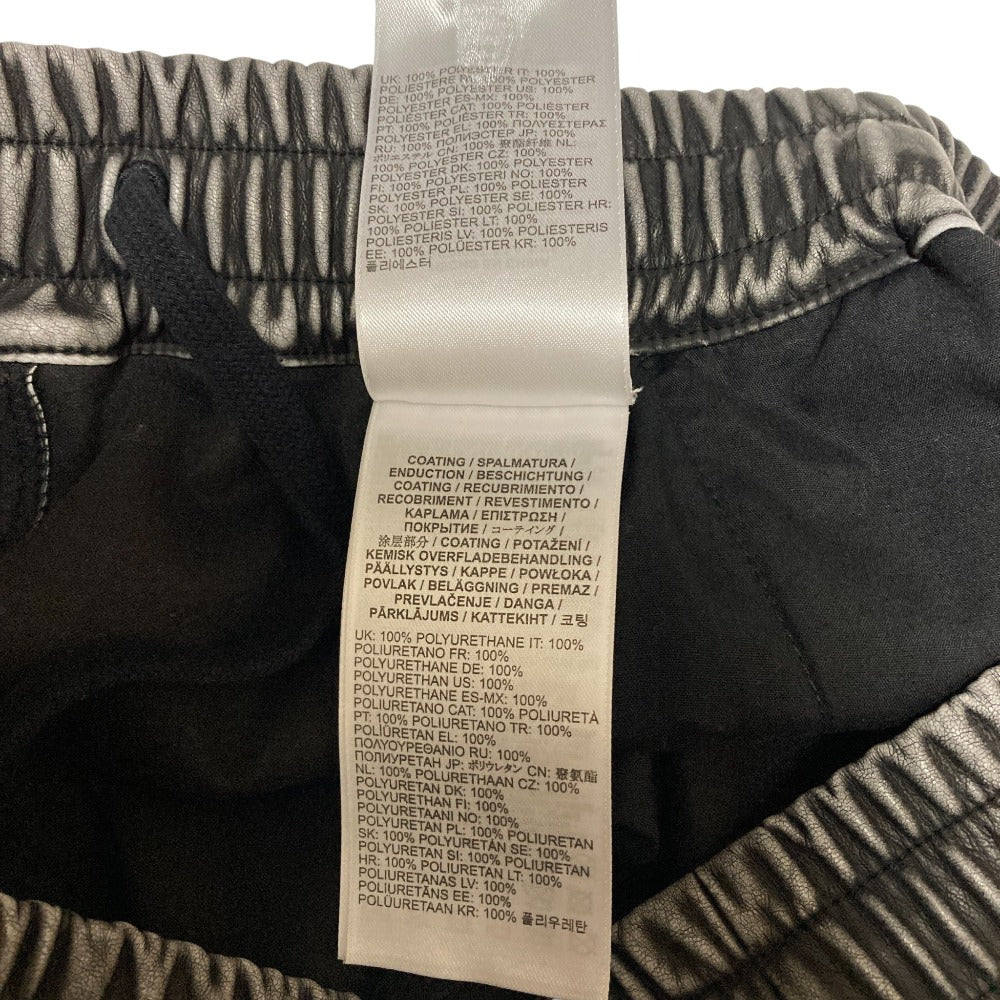 UK: 100% POLYESTER IT: 100%
POLIESTERE FR: 100% POLYESTER
DE: 100% POLYESTER US: 100%
POLYESTER ES-MX: 100%
POLIÉSTER CAT: 100% POLIÈSTER
PT: 100% POLIÉSTER TR: 100%
POLYESTER EL: 100% ΠΟΛΥΕΣΤΕΡΑΣ
RU: 100% ПОЛИЭСТЕР JP: 100%
ポリエステル CN: 100% 聚酯纤维 NL:
100% POLYESTER CZ: 100%
POLYESTER DK: 100% POLYESTER
FI: 100% POLYESTERI NO: 100%
POLYESTER PL: 100% POLIESTER
SK: 100% POLYESTER SE: 100%
POLYESTER SI: 100% POLIESTER HR:
100% POLIESTER LT: 100%
POLIESTERIS LV: 100% POLIESTERIS
EE: 100% POLÜESTER KR: 100%
폴리에스터
COATING / SPALMATURA /
ENDUCTION / BESCHICHTUNG /
COATING / RECUBRIMIENTO /
RECOBRIMENT / REVESTIMENTO /
KAPLAMA / ΕΠΙΣΤΡΩΣΗ /
ПОКРЫТИЕ / コーティング /
涂层部分 / COATING / POTAŽENÍ /
KEMISK OVERFLADEBEHANDLING /
PÄÄLLYSTYS / KAPPE / POWŁOKA /
POVLAK / BELÄGGNING / PREMAZ /
PREVLAČENJE / DANGA /
PĀRKLĀJUMS / KATTEKIHT / 코팅
UK: 100% POLYURETHANE IT: 100%
POLIURETANO FR: 100%
POLYURETHANE DE: 100%
POLYURETHAN US: 100%
POLYURETHANE ES-MX: 100%
POLIURETANO CAT: 100% POLIURETÀ
PT: 100% POLIURETANO TR: 100%
POLİÜRETAN EL: 100%
ΠΟΛΥΟΥΡΕΘΑΝΙΟ RU: 100%
ПОЛИУРЕТАН JP: ポリウレタン CN: 聚氨酯
NL: 100% POLYURETHAAN CZ: 100%
POLYURETAN DK: 100%
POLYURETHAN FI: 100%
POLYURETAANI NO: 100%
POLYURETAN PL: 100% POLIURETAN
SK: 100% POLYURETÁN SE: 100%
POLYURETAN SI: 100% POLIURETAN
HR: 100% POLIURETAN LT: 100%
POLIURETANAS LV: 100%
POLIURETĀNS EE: 100%
POLÜURETAAN KR: 100% 폴리우레탄